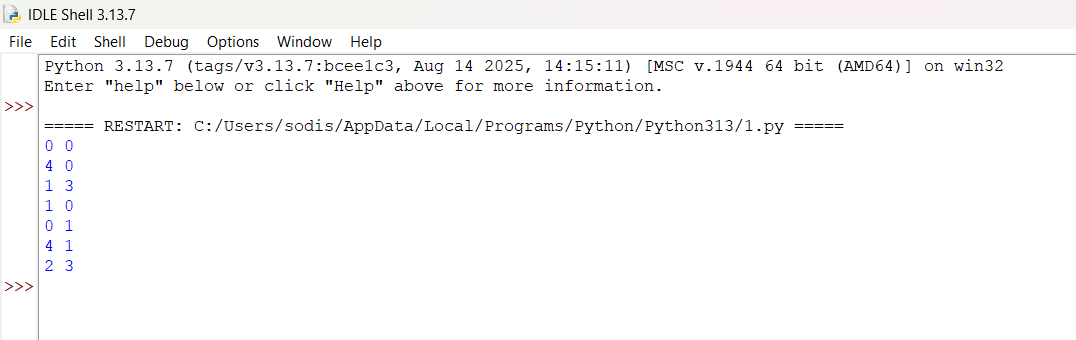 IDLE Shell 3.13.7
File Edit Shell Debug Options Window Help
Python 3.13.7 (tags/v3.13.7:bcee1c3, Aug 14 2025, 14:15:11) [MSC v.1944 64 bit (AMD64)] on win32
Enter "help" below or click "Help" above for more information.
>>>
===== RESTART: C:/Users/sodis/AppData/Local/Programs/Python/Python313/1.py =====
0 0
4 0
1 3
1 0
0 1
4 1
2 3
>>>